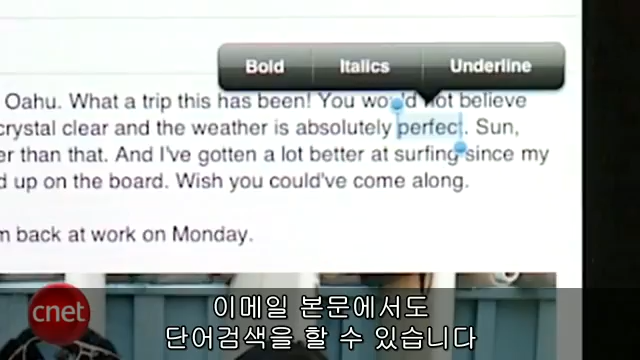 Bold Italics Underline
Oahu. What a trip this has been! You would not believe
crystal clear and the weather is absolutely perfect. Sun,
er than that. And I've gotten a lot better at surfing since my
d up on the board. Wish you could've come along.
m back at work on Monday.
cnet
이메일 본문에서도
단어검색을 할 수 있습니다